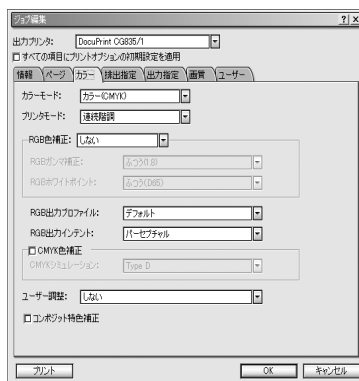 ジョブ編集
出力プリンタ: DocuPrint CG835/1
すべての項目にプリントオプションの初期設定を適用
情報 ページ カラー 排出指定 出力指定 画質 ユーザー
カラーモード: カラー(CMYK)
プリンタモード: 連続階調
RGB色補正: しない
RGBガンマ補正: ふつう(1.8)
RGBホワイトポイント: ふつう(D65)
RGB出力プロファイル: デフォルト
RGB出力インテント: パーセプチャル
CMYK色補正
CMYKシミュレーション: Type D
ユーザー調整: しない
コンポジット特色補正
プリント OK キャンセル